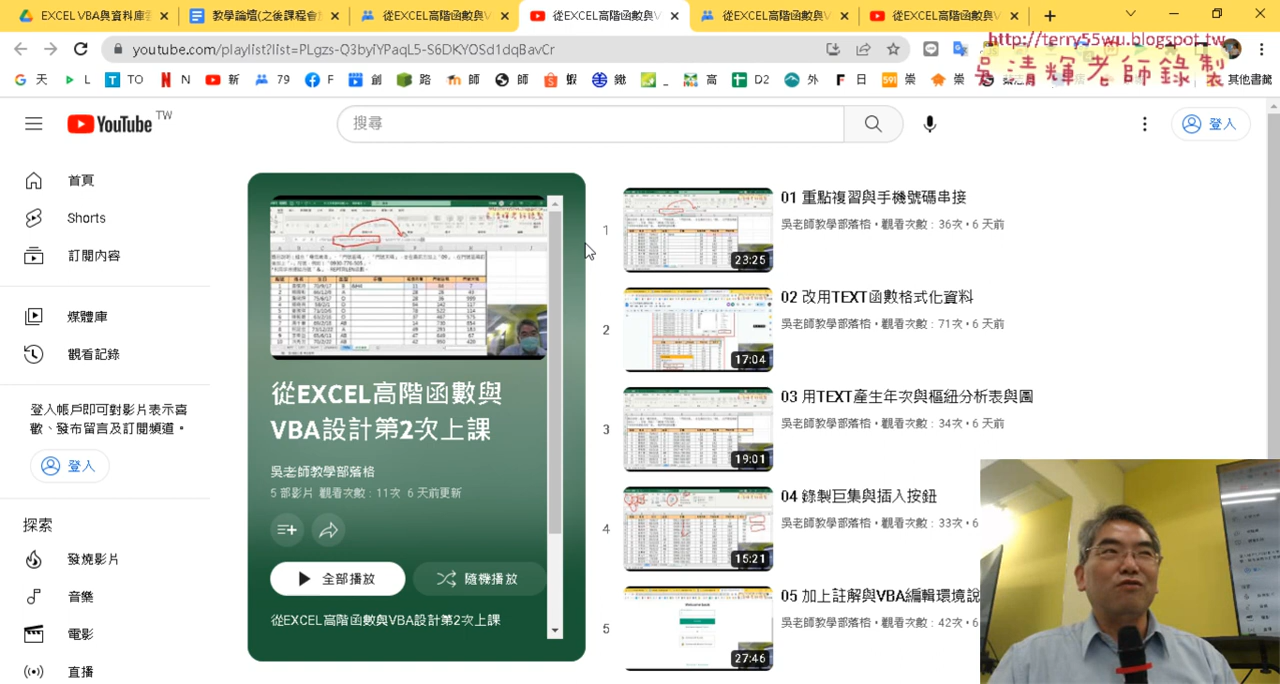 EXCEL VBA與資料庫雲
教學論壇(之後課程會放
從EXCEL高階函數與V
從EXCEL高階函數與V
從EXCEL高階函數與V
從EXCEL高階函數與V
youtube.com/playlist?list=PLgzs-Q3byiYPaqL5-S6DKYOSd1dqBavCr
http://terry55wu.blogspot.tw
吳清輝老師錄製
天
L
TO
N
新
79
F
創
路
m
師
蝦
鐵
_
高
D2
外
日
崇
崇
其他書籤
YouTube TW
搜尋
登入
首頁
Shorts
訂閱內容
媒體庫
觀看記錄
登入帳戶即可對影片表示喜
歡、發布留言及訂閱頻道。
登入
探索
發燒影片
音樂
電影
直播
從EXCEL高階函數與
VBA設計第2次上課
吳老師教學部落格
5 部影片 觀看次數：11次 6 天前更新
全部播放
隨機播放
從EXCEL高階函數與VBA設計第2次上課
1
23:25
01 重點複習與手機號碼串接
吳老師教學部落格 • 觀看次數：36次 • 6 天前
2
17:04
02 改用TEXT函數格式化資料
吳老師教學部落格 • 觀看次數：71次 • 6 天前
3
19:01
03 用TEXT產生年次與樞紐分析表與圖
吳老師教學部落格 • 觀看次數：34次 • 6 天前
4
15:21
04 錄製巨集與插入按鈕
吳老師教學部落格 • 觀看次數：33次 • 6
5
27:46
05 加上註解與VBA編輯環境說
吳老師教學部落格 • 觀看次數：42次 • 6